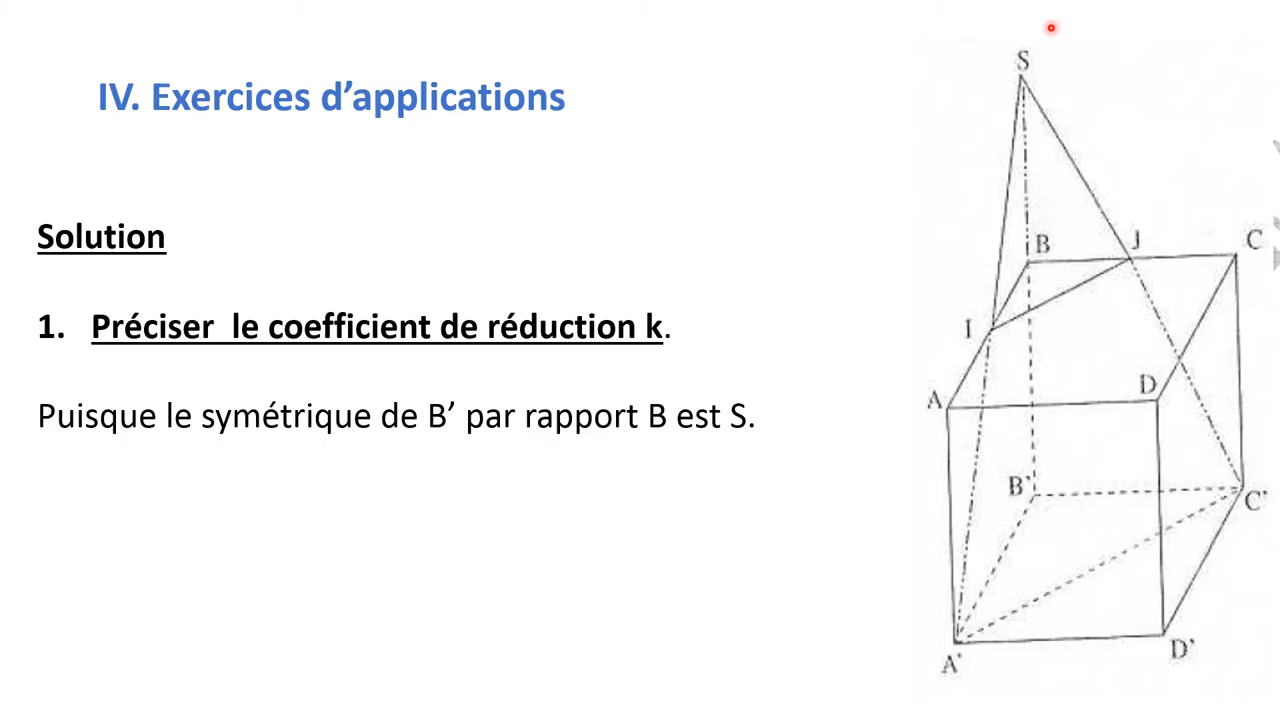 IV. Exercices d’applications
Solution
1. Préciser le coefficient de réduction k.
Puisque le symétrique de B’ par rapport B est S.
S
B
J
C
I
A
D
B'
C'
A'
D'